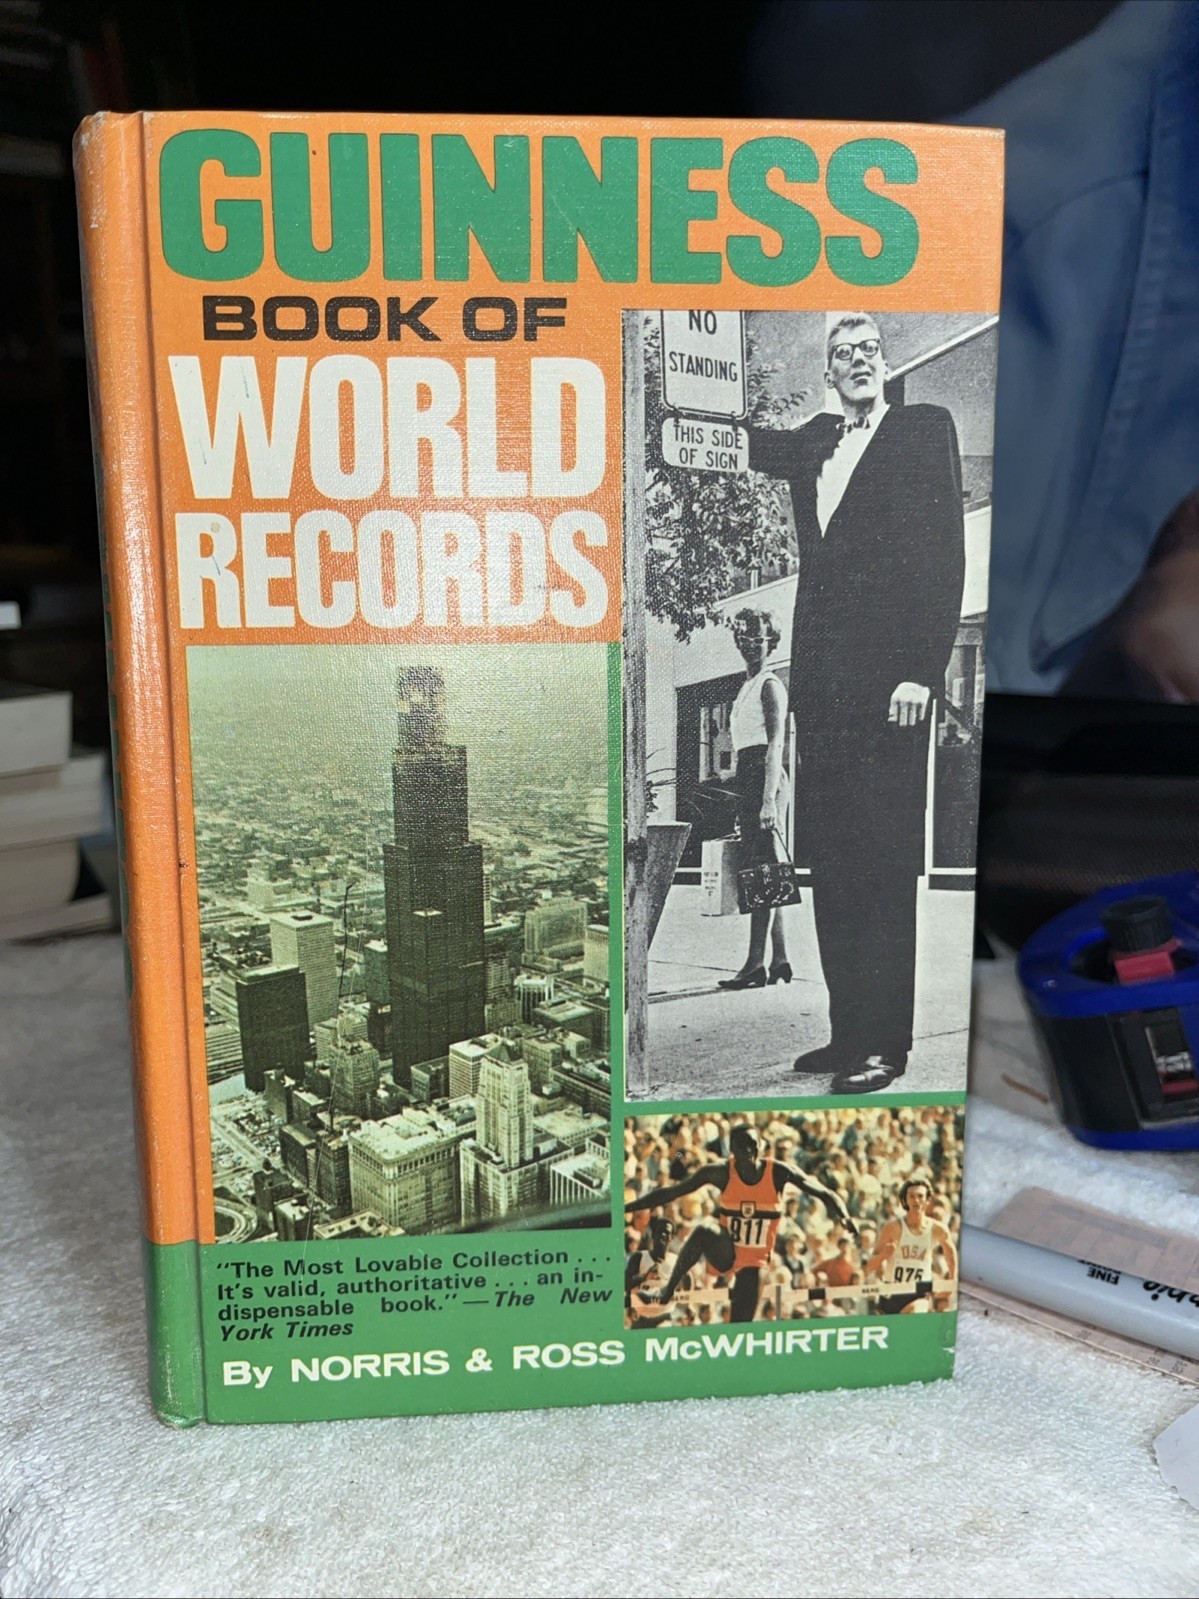 GUINNESS
BOOK OF
WORLD
RECORDS
NO
STANDING
THIS SIDE
OF SIGN
811
USA
976
"The Most Lovable Collection . . .
It's valid, authoritative . . . an in-
dispensable book." — The New
York Times
By NORRIS & ROSS McWHIRTER
FINE